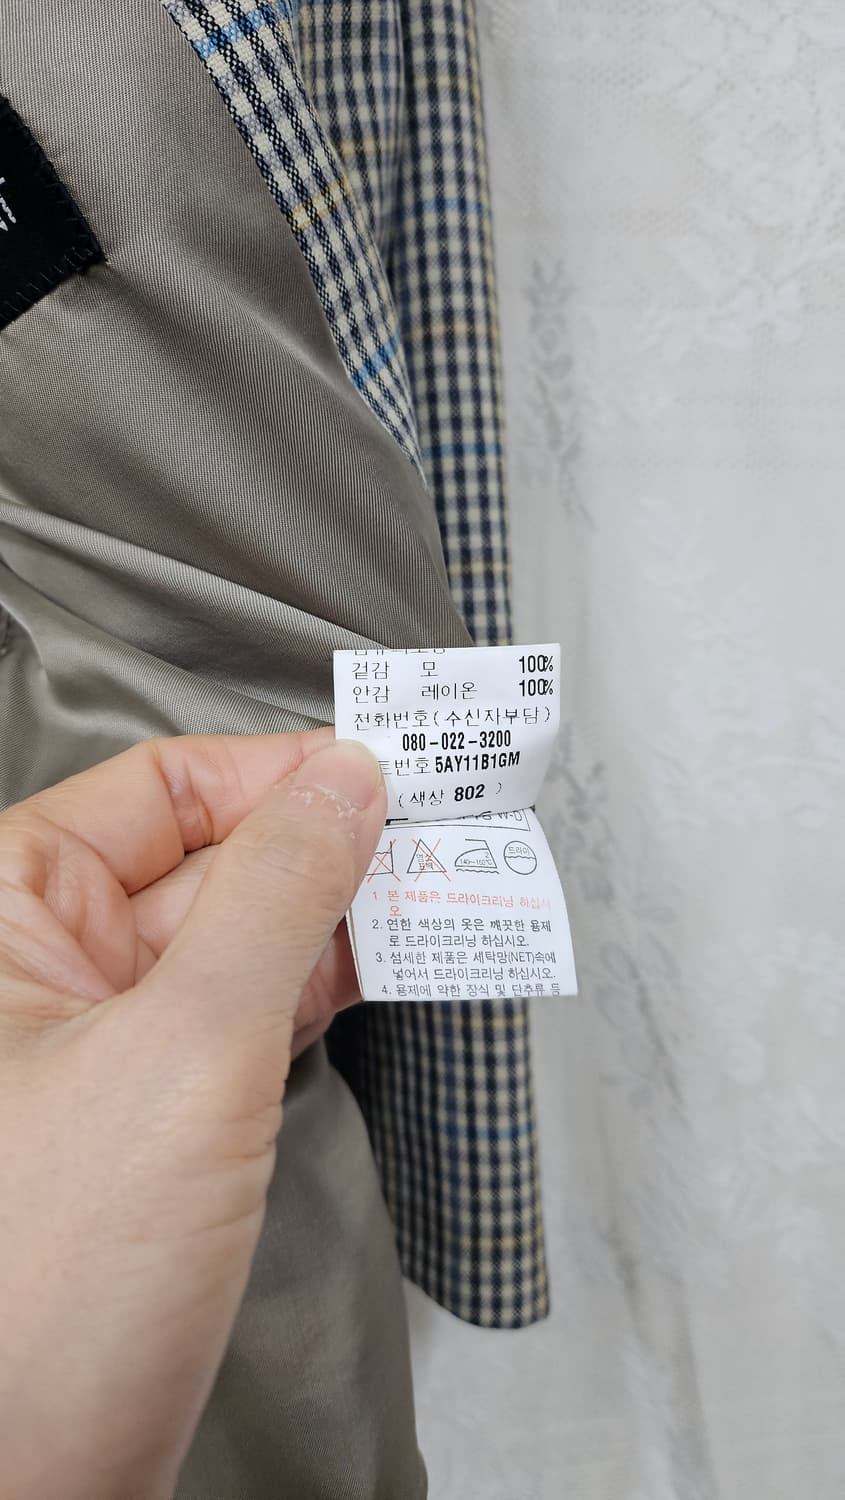 겉감 모 100%
안감 레이온 100%
전화번호(수신자부담)
080-022-3200
번호 5AY11B1GM
(색상 802 )
140~160℃
드라이
1. 본 제품은 드라이크리닝 하십시
오
2. 연한 색상의 옷은 깨끗한 용제
로 드라이크리닝 하십시오.
3. 섬세한 제품은 세탁망(NET)속에
넣어서 드라이크리닝 하십시오.
4. 용제에 약한 장식 및 단추류 등